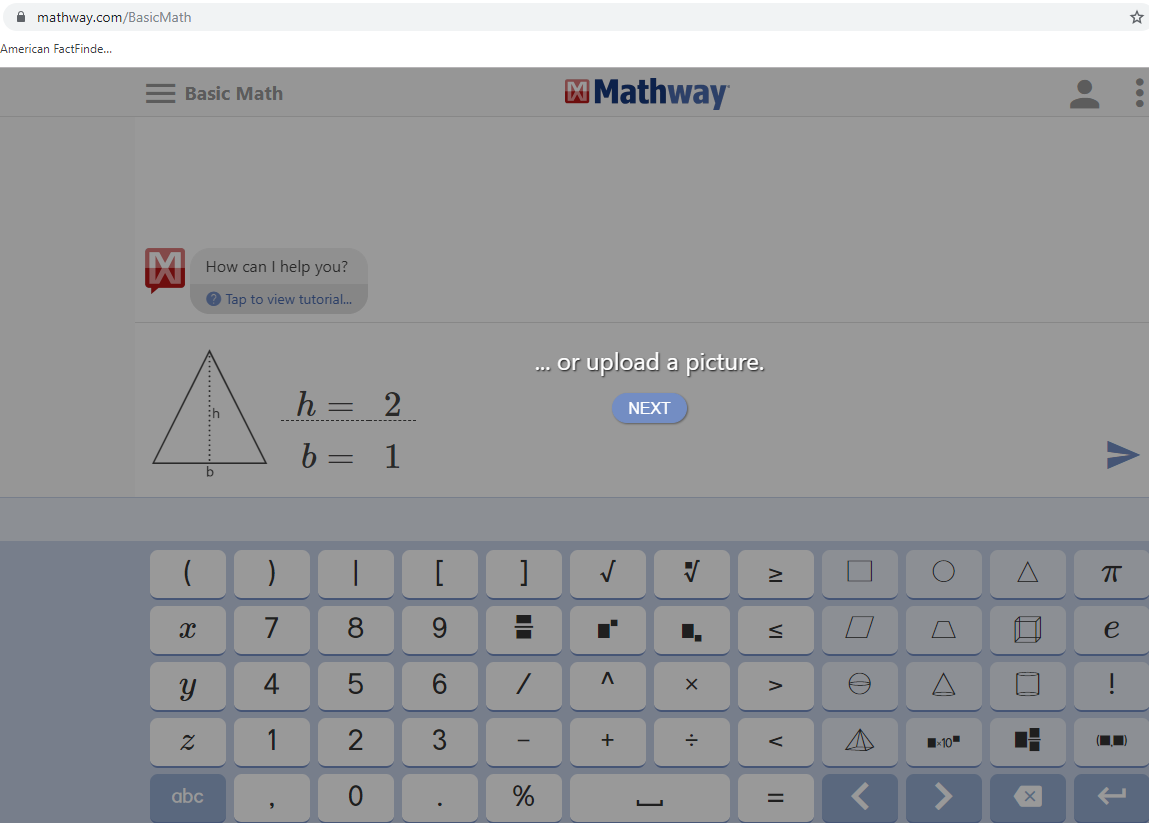 mathway.com/BasicMath
American FactFinde...
Basic Math
Mathway
How can I help you?
? Tap to view tutorial...
... or upload a picture.
NEXT
h
b
h = 2
b = 1
( ) | [ ] √ √ ≥ π
x 7 8 9 ≤ e
y 4 5 6 / ^ × > !
z 1 2 3 − + ÷ < ×10 (,)
abc , 0 . % =